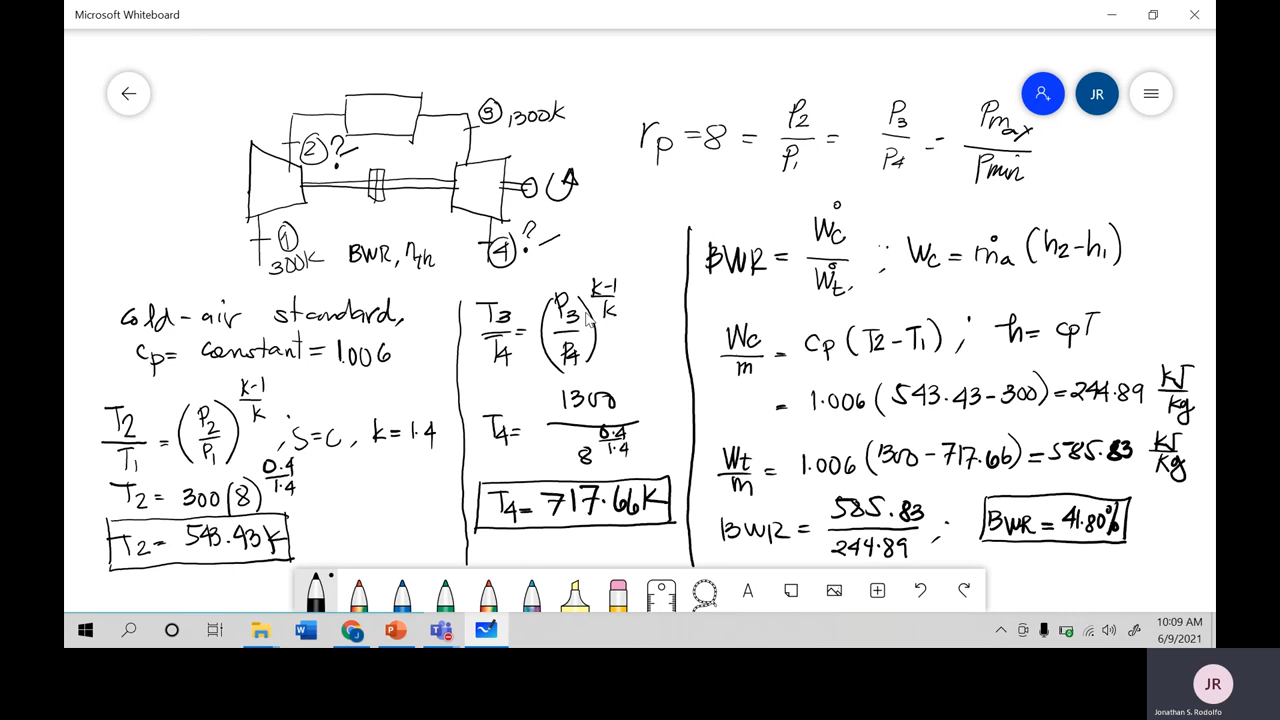 Microsoft Whiteboard
JR
③ 1300K
② ?
① 300K
④ ?
BWR, ηth
rp = 8 = P2/P1 = P3/P4 = Pmax/Pmin
cold-air standard,
cp = constant = 1.006
T2/T1 = (P2/P1)^(k-1/k) ; , S=C, k=1.4
T2 = 300(8)^(0.4/1.4)
T2 = 543.43K
T3/T4 = (P3/P4)^(k-1/k)
T4 = 1300/8^(0.4/1.4)
T4 = 717.66K
BWR = Ẇc/Ẇt ; Wc = ṁa (h2-h1)
Wc/m = cp (T2-T1) ; h = cpT
= 1.006 (543.43-300) = 244.89 kJ/kg
Wt/m = 1.006 (1300-717.66) = 585.83 kJ/kg
BWR = 585.83/244.89 ; BWR = 41.80%
A
10:09 AM
6/9/2021
JR
Jonathan S. Rodolfo